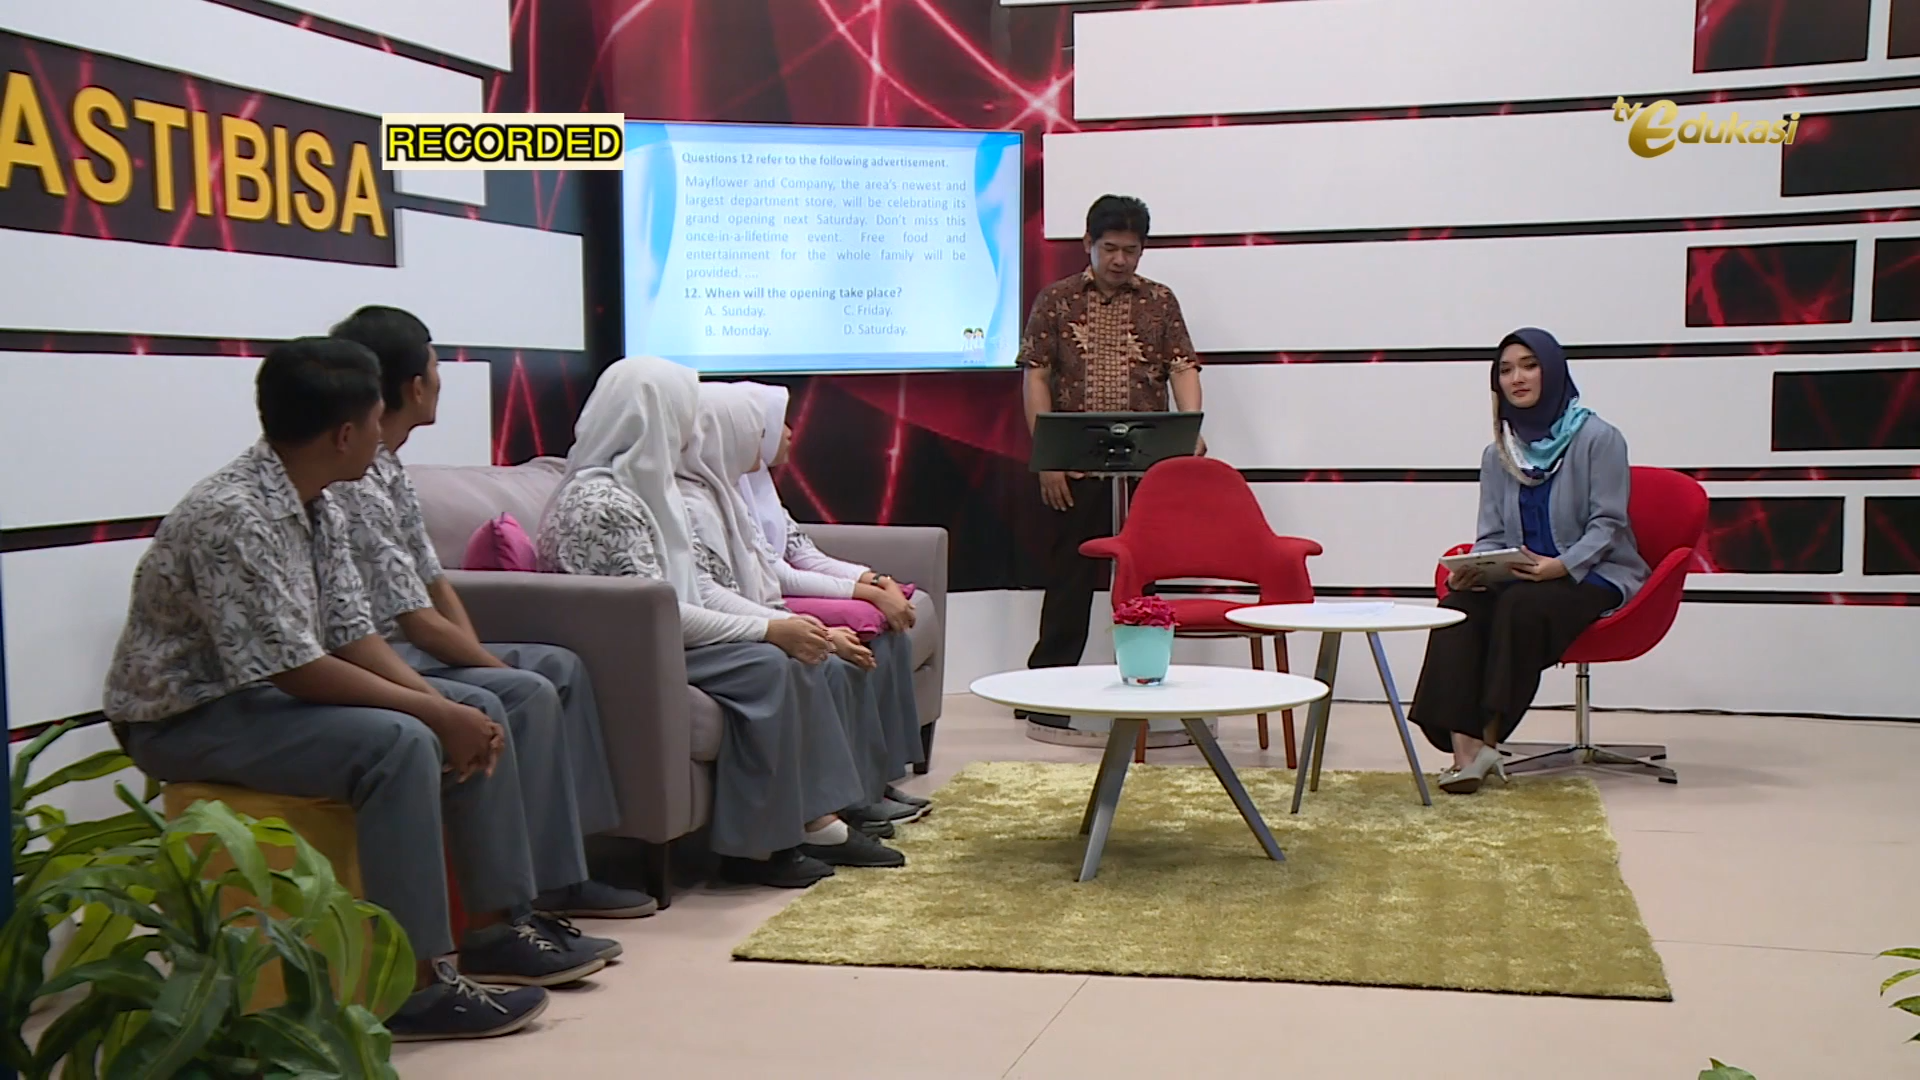 ASTIBISA
RECORDED
tv edukasi
Questions 12 refer to the following advertisement.
Mayflower and Company, the area's newest and
largest department store, will be celebrating its
grand opening next Saturday. Don't miss this
once-in-a-lifetime event. Free food and
entertainment for the whole family will be
provided. ....
12. When will the opening take place?
A. Sunday. C. Friday.
B. Monday. D. Saturday.